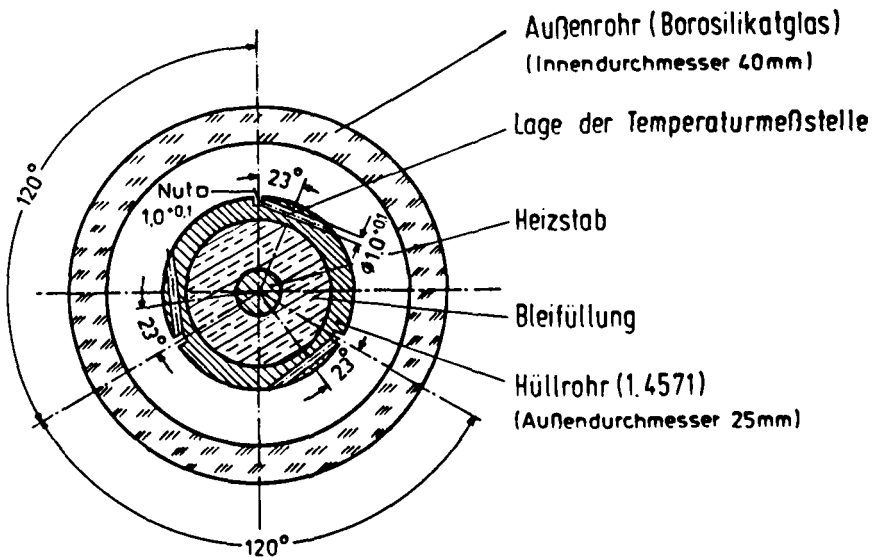 Außenrohr (Borosilikatglas)
(Innendurchmesser 40mm)
Lage der Temperaturmeßstelle
120°
Nut
23°
1,0+0,1
ø1,0+0,1
Heizstab
Bleifüllung
23°
23°
Hüllrohr (1.4571)
(Außendurchmesser 25mm)
120°